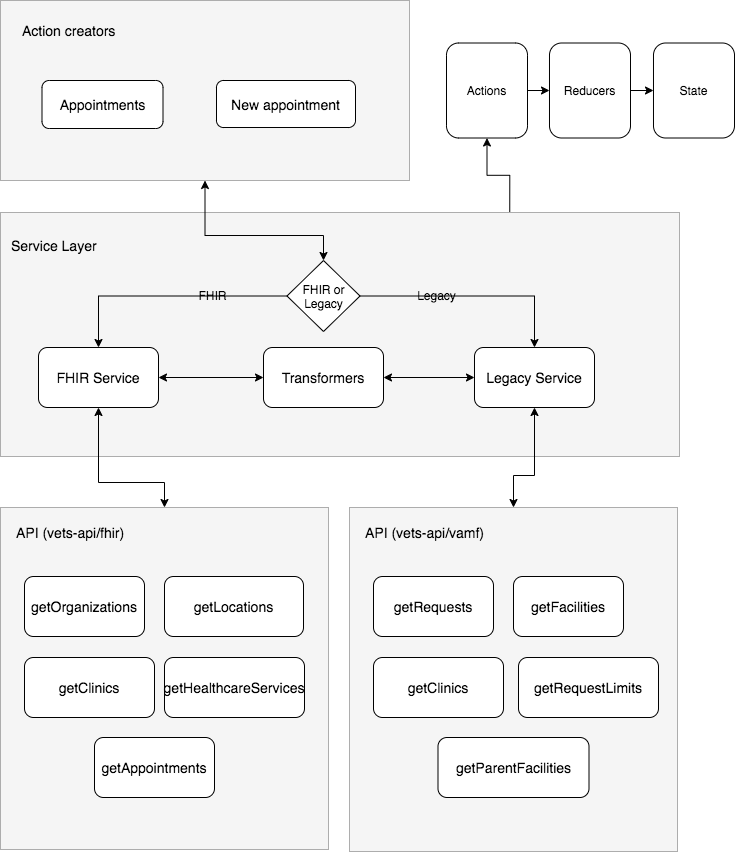 Action creators
Appointments
New appointment
Actions
Reducers
State
Service Layer
FHIR or
Legacy
FHIR
Legacy
FHIR Service
Transformers
Legacy Service
API (vets-api/fhir)
getOrganizations
getLocations
getClinics
getHealthcareServices
getAppointments
API (vets-api/vamf)
getRequests
getFacilities
getClinics
getRequestLimits
getParentFacilities